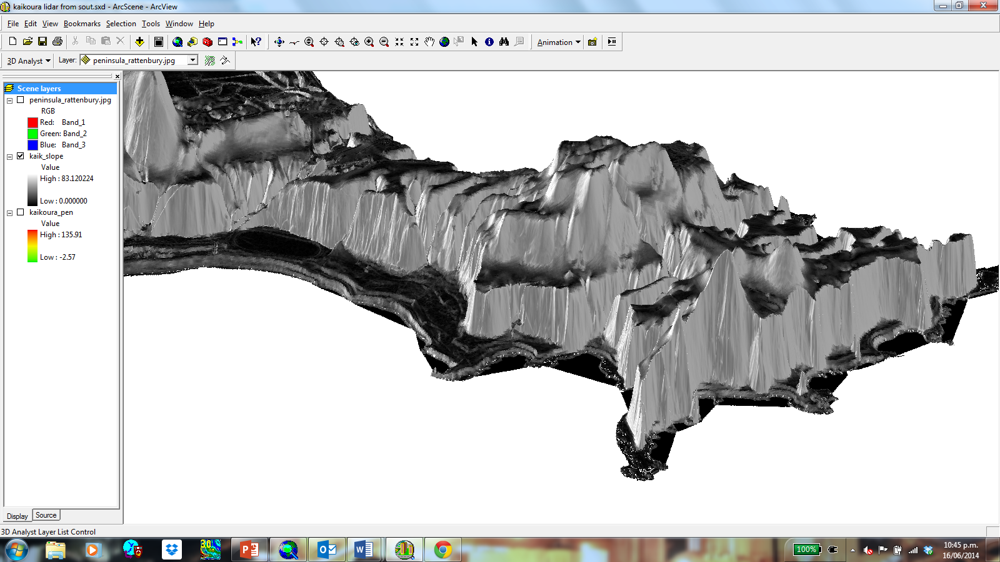 kaikoura lidar from sout.sxd - ArcScene - ArcView
File Edit View Bookmarks Selection Tools Window Help
Animation
3D Analyst Layer: peninsula_rattenbury.jpg
Scene layers
peninsula_rattenbury.jpg
RGB
Red: Band_1
Green: Band_2
Blue: Band_3
kaik_slope
Value
High : 83.120224
Low : 0.000000
kaikoura_pen
Value
High : 135.91
Low : -2.57
Display Source
3D Analyst Layer List Control
100%
10:45 p.m.
16/06/2014